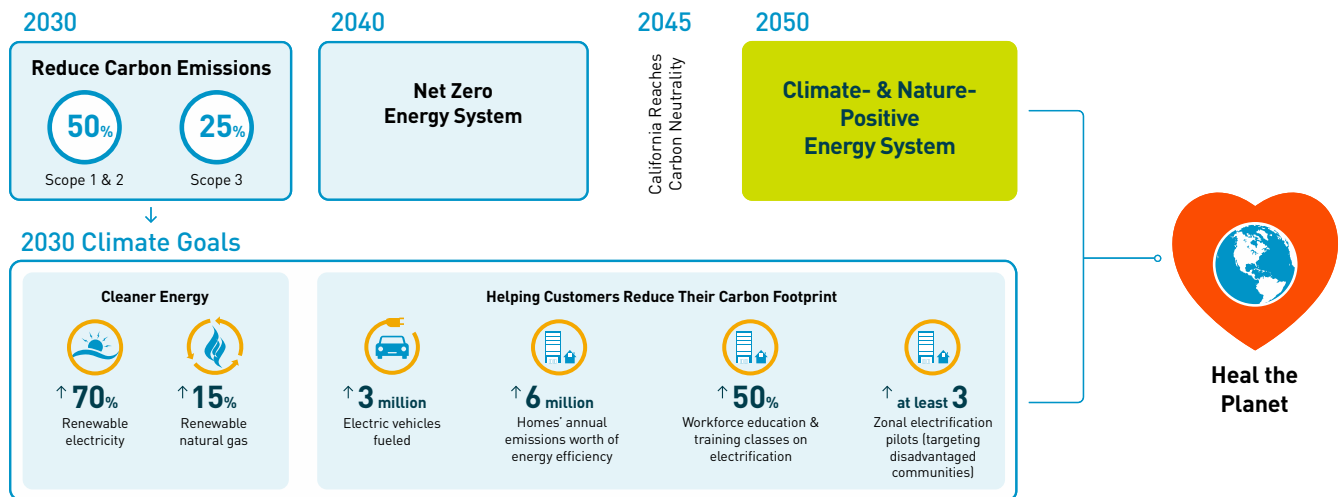 2030
Reduce Carbon Emissions
50%
Scope 1 & 2
25%
Scope 3
2040
Net Zero
Energy System
2045
California Reaches
Carbon Neutrality
2050
Climate- & Nature-
Positive
Energy System
2030 Climate Goals
Cleaner Energy
↑ 70%
Renewable
electricity
↑ 15%
Renewable
natural gas
Helping Customers Reduce Their Carbon Footprint
↑ 3 million
Electric vehicles
fueled
↑ 6 million
Homes’ annual
emissions worth of
energy efficiency
↑ 50%
Workforce education &
training classes on
electrification
↑ at least 3
Zonal electrification
pilots (targeting
disadvantaged
communities)
Heal the
Planet